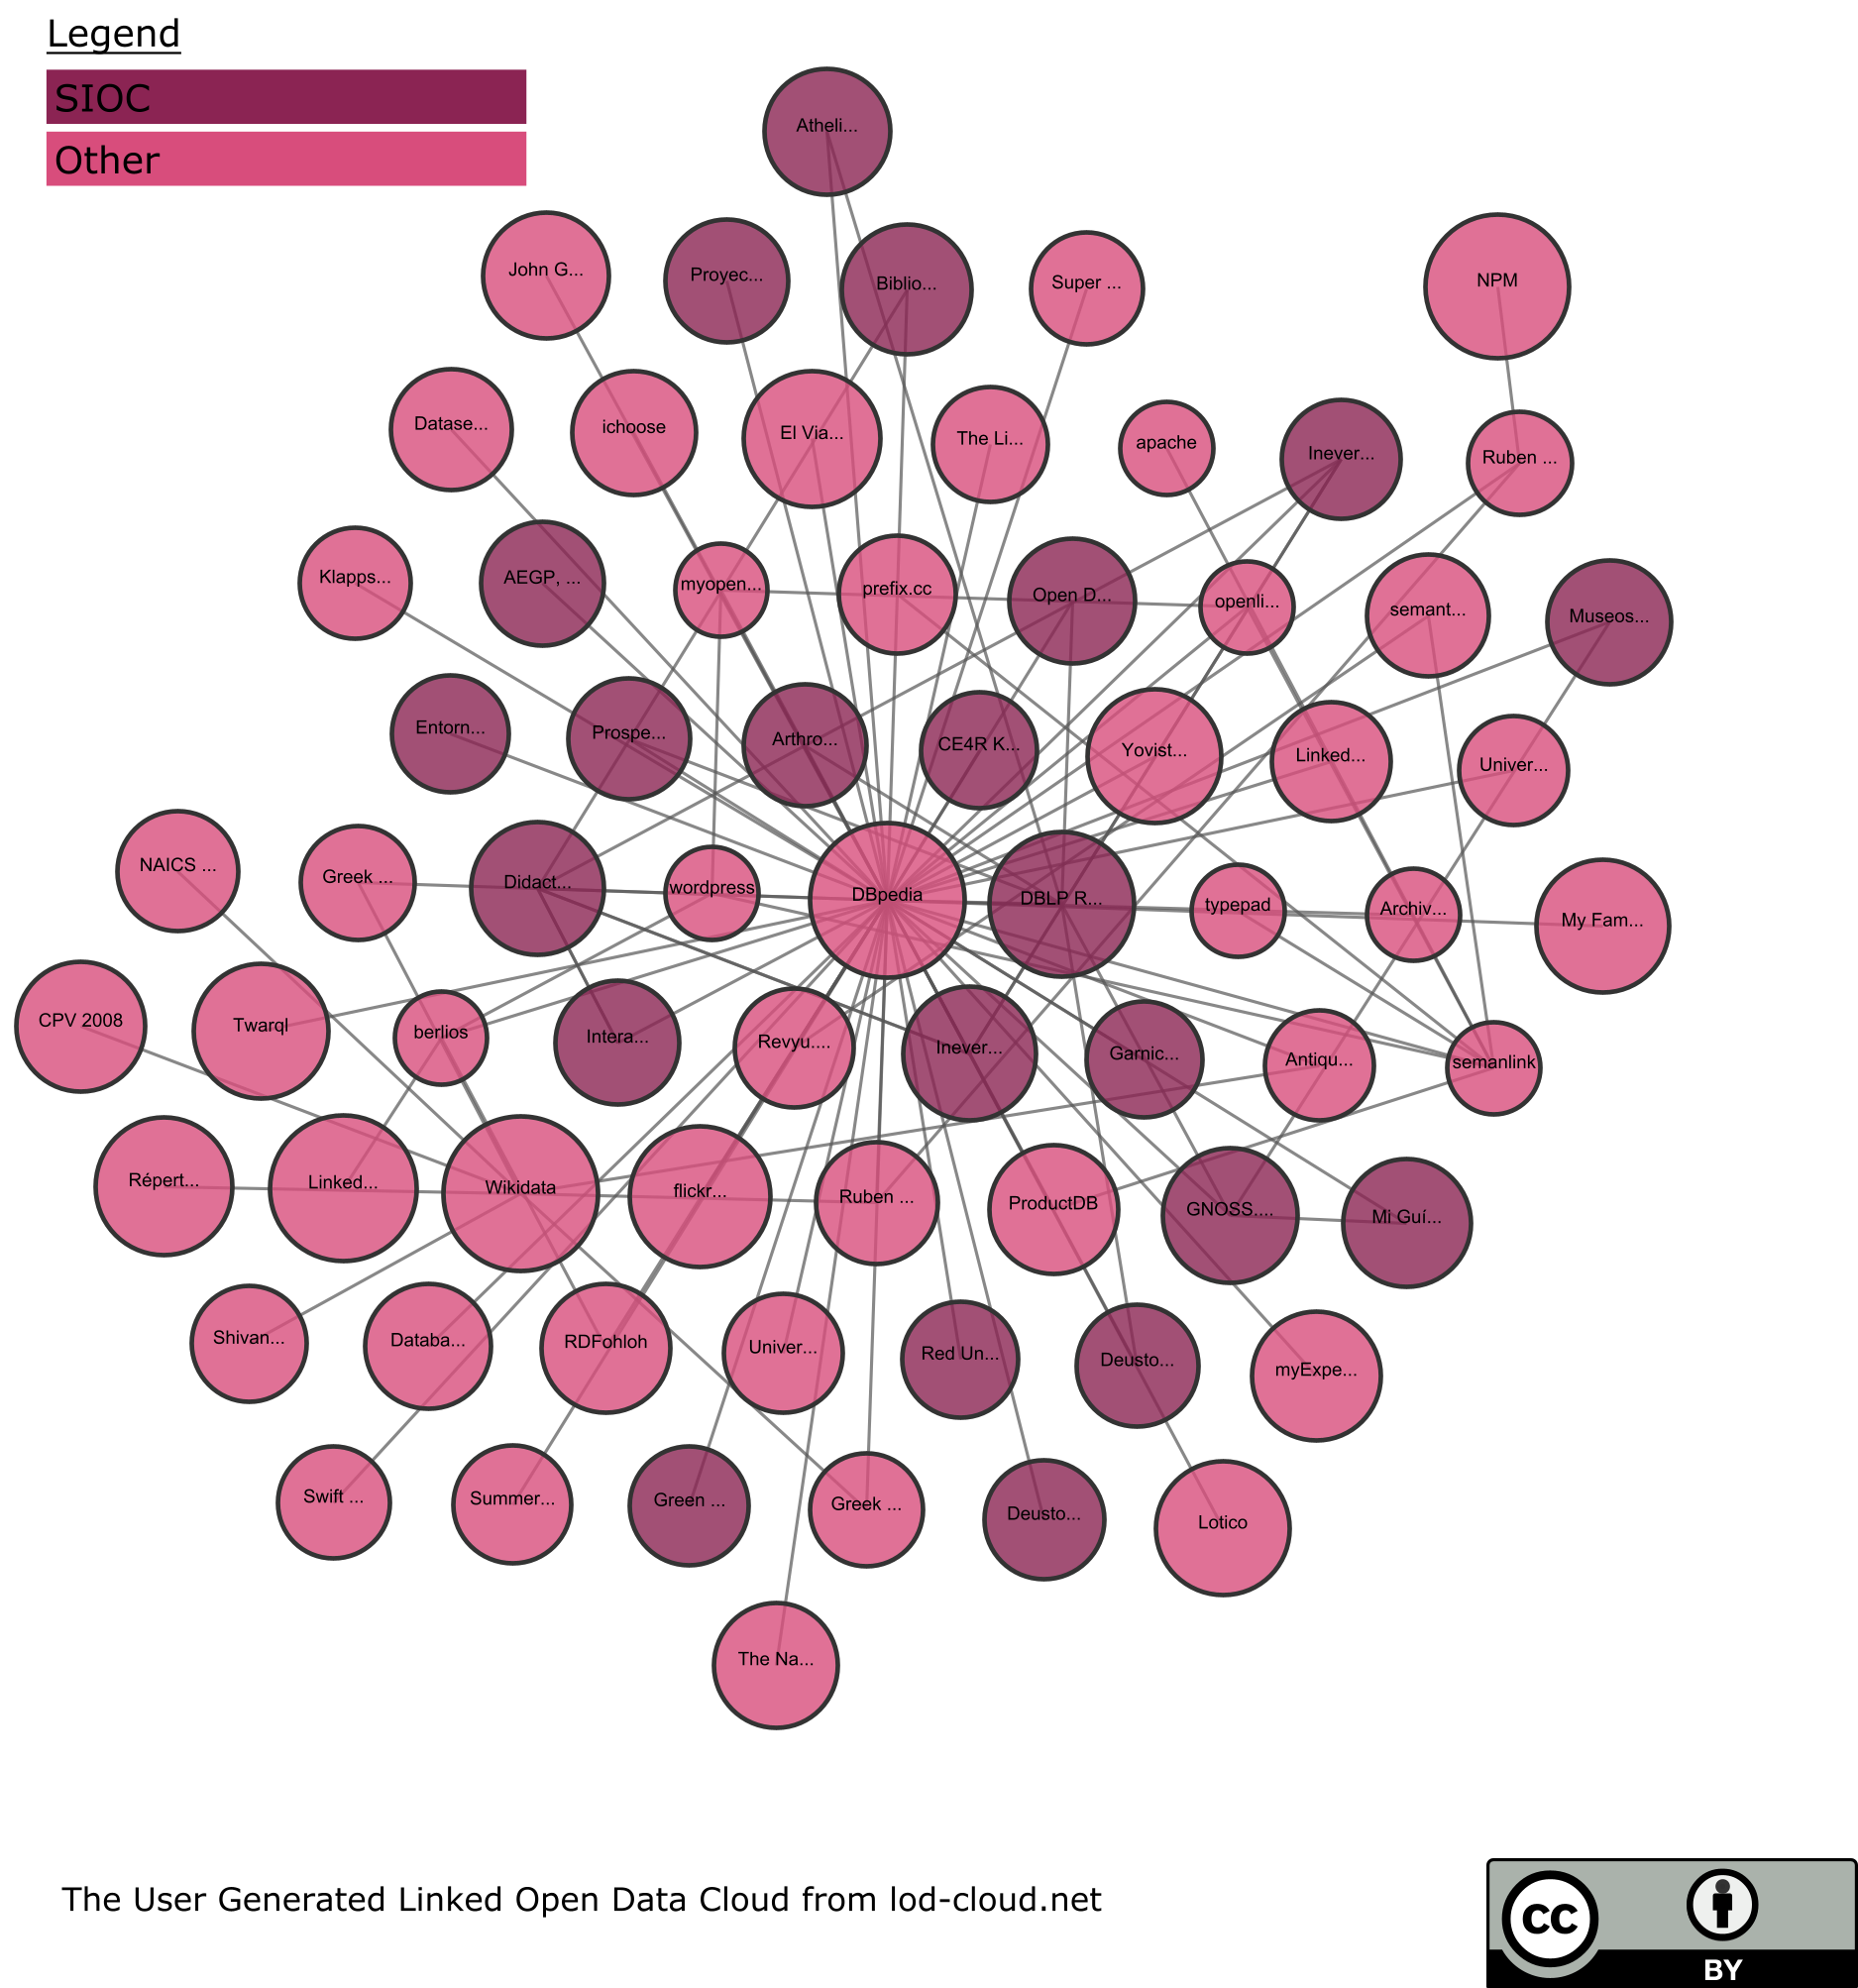 Legend
SIOC
Other
Atheli...
John G...
Proyec...
Biblio...
Super ...
NPM
Datase...
ichoose
El Via...
The Li...
apache
Inever...
Ruben ...
Klapps...
AEGP, ...
myopen...
prefix.cc
Open D...
openli...
semant...
Museos...
Entorn...
Prospe...
Arthro...
CE4R K...
Yovist...
Linked...
Univer...
NAICS ...
Greek ...
Didact...
wordpress
DBpedia
DBLP R...
typepad
Archiv...
My Fam...
CPV 2008
Twarql
berlios
Intera...
Revyu....
Inever...
Garnic...
Antiqu...
semanlink
Répert...
Linked...
Wikidata
flickr...
Ruben ...
ProductDB
GNOSS....
Mi Guí...
Shivan...
Databa...
RDFohloh
Univer...
Red Un...
Deusto...
myExpe...
Swift ...
Summer...
Green ...
Greek ...
Deusto...
Lotico
The Na...
The User Generated Linked Open Data Cloud from lod-cloud.net
cc
BY